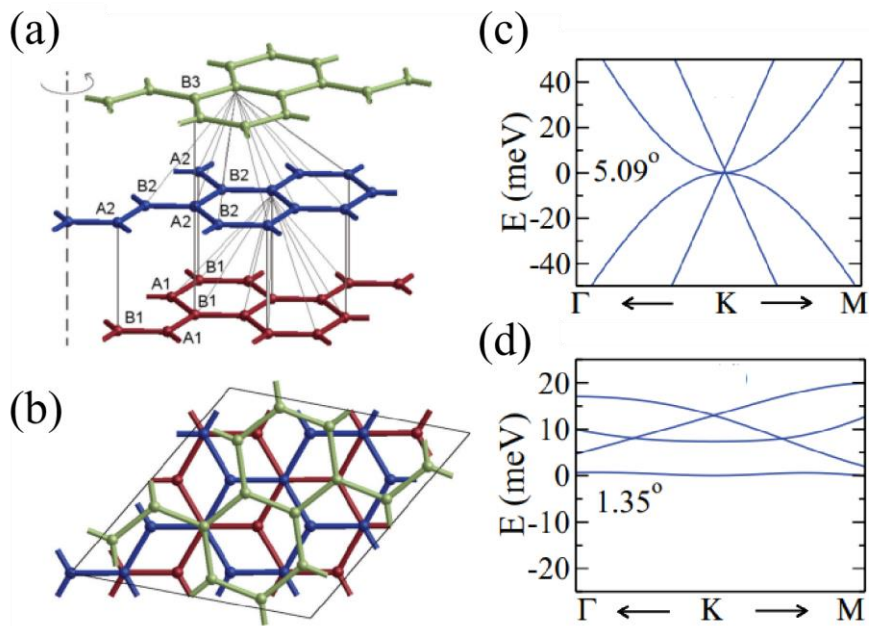 (a)
B3
A2
B2
B2
A2
A2
B2
B1
A1
B1
B1
A1
(b)
(c)
E (meV)
40
20
0
-20
-40
5.09°
Γ ← K → M
(d)
E (meV)
20
10
0
-10
-20
1.35°
Γ ← K → M